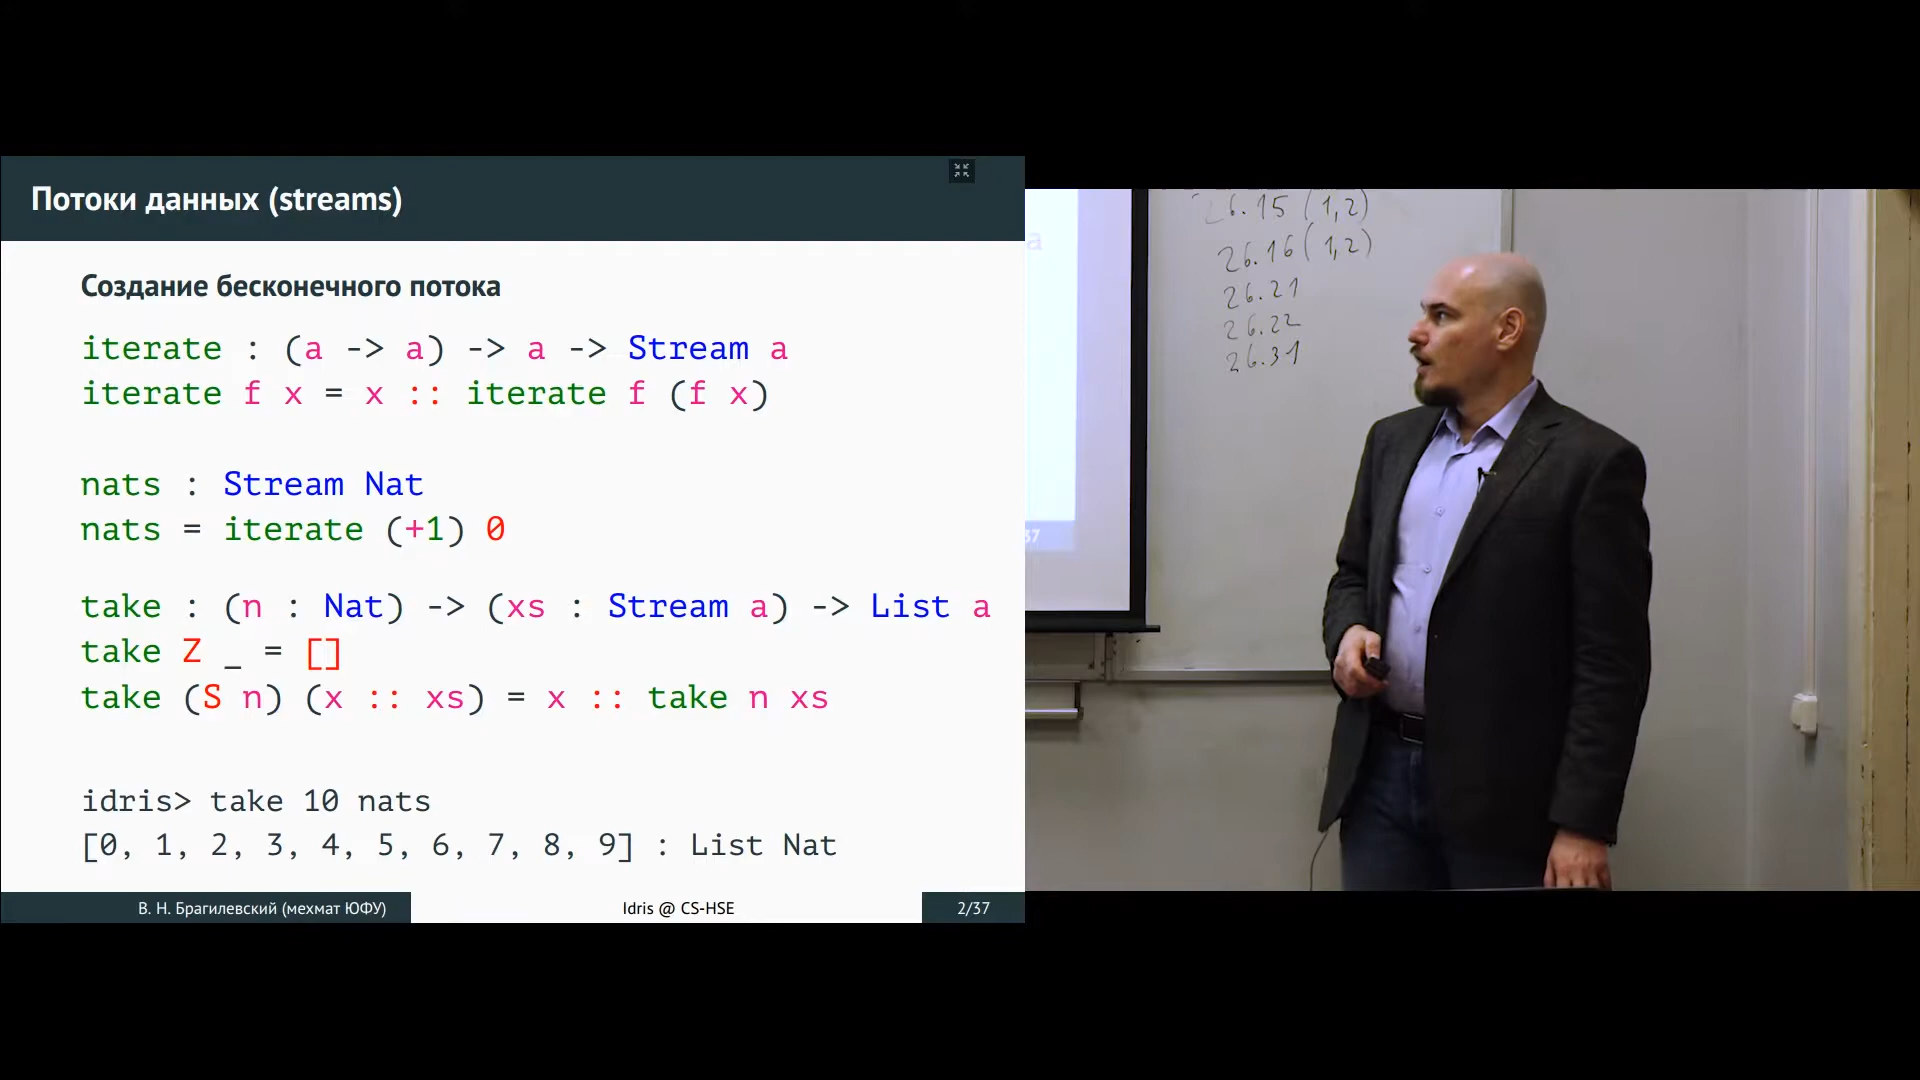 Потоки данных (streams)
Создание бесконечного потока
iterate : (a -> a) -> a -> Stream a
iterate f x = x :: iterate f (f x)
nats : Stream Nat
nats = iterate (+1) 0
take : (n : Nat) -> (xs : Stream a) -> List a
take Z _ = []
take (S n) (x :: xs) = x :: take n xs
idris> take 10 nats
[0, 1, 2, 3, 4, 5, 6, 7, 8, 9] : List Nat
В. Н. Брагилевский (мехмат ЮФУ)
Idris @ CS-HSE
2/37
a
37
26.15 (1,2)
26.16 (1,2)
26.21
26.22
26.31